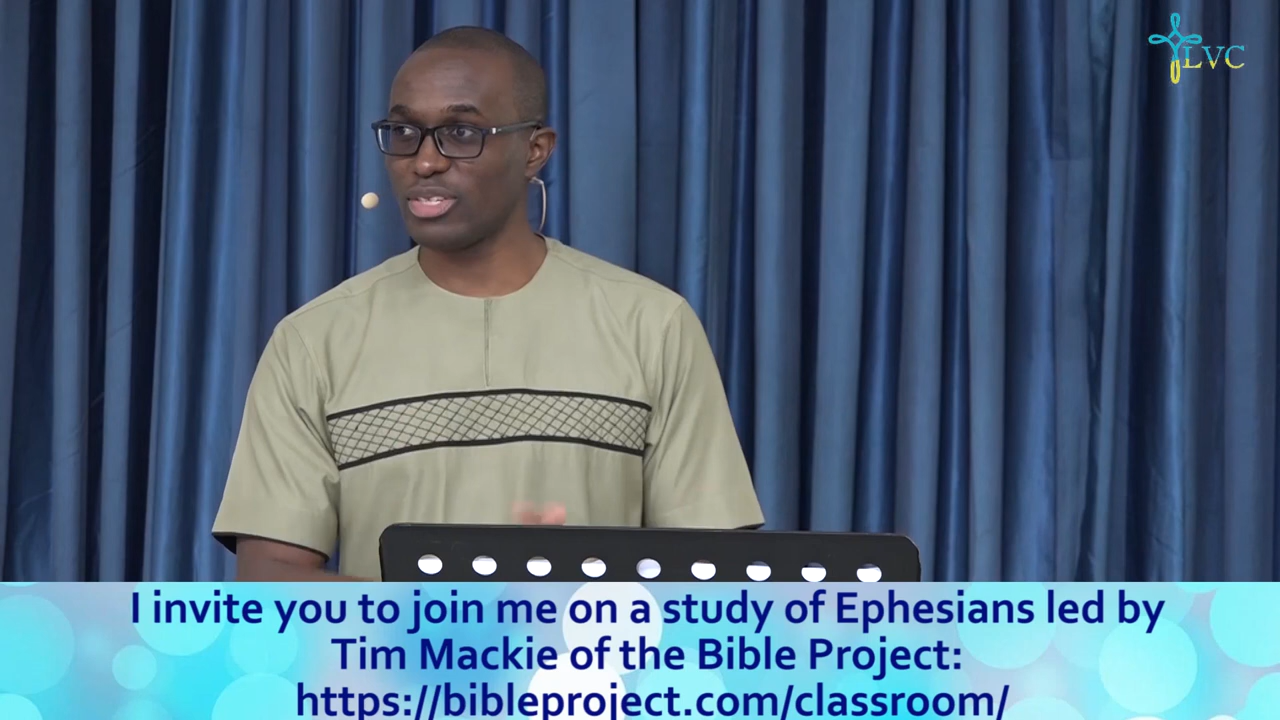 LVC
I invite you to join me on a study of Ephesians led by
Tim Mackie of the Bible Project:
https://bibleproject.com/classroom/